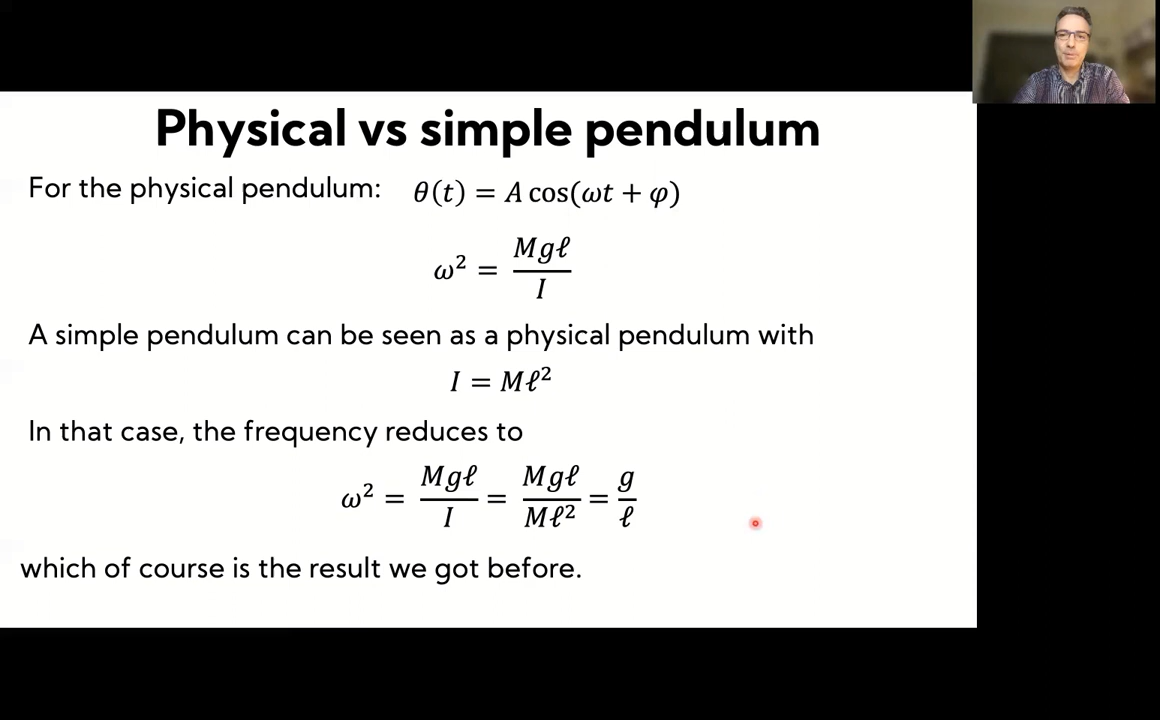 Physical vs simple pendulum
For the physical pendulum: θ(t) = A cos(ωt + φ)
ω² = Mgℓ / I
A simple pendulum can be seen as a physical pendulum with
I = Mℓ²
In that case, the frequency reduces to
ω² = Mgℓ / I = Mgℓ / Mℓ² = g / ℓ
which of course is the result we got before.